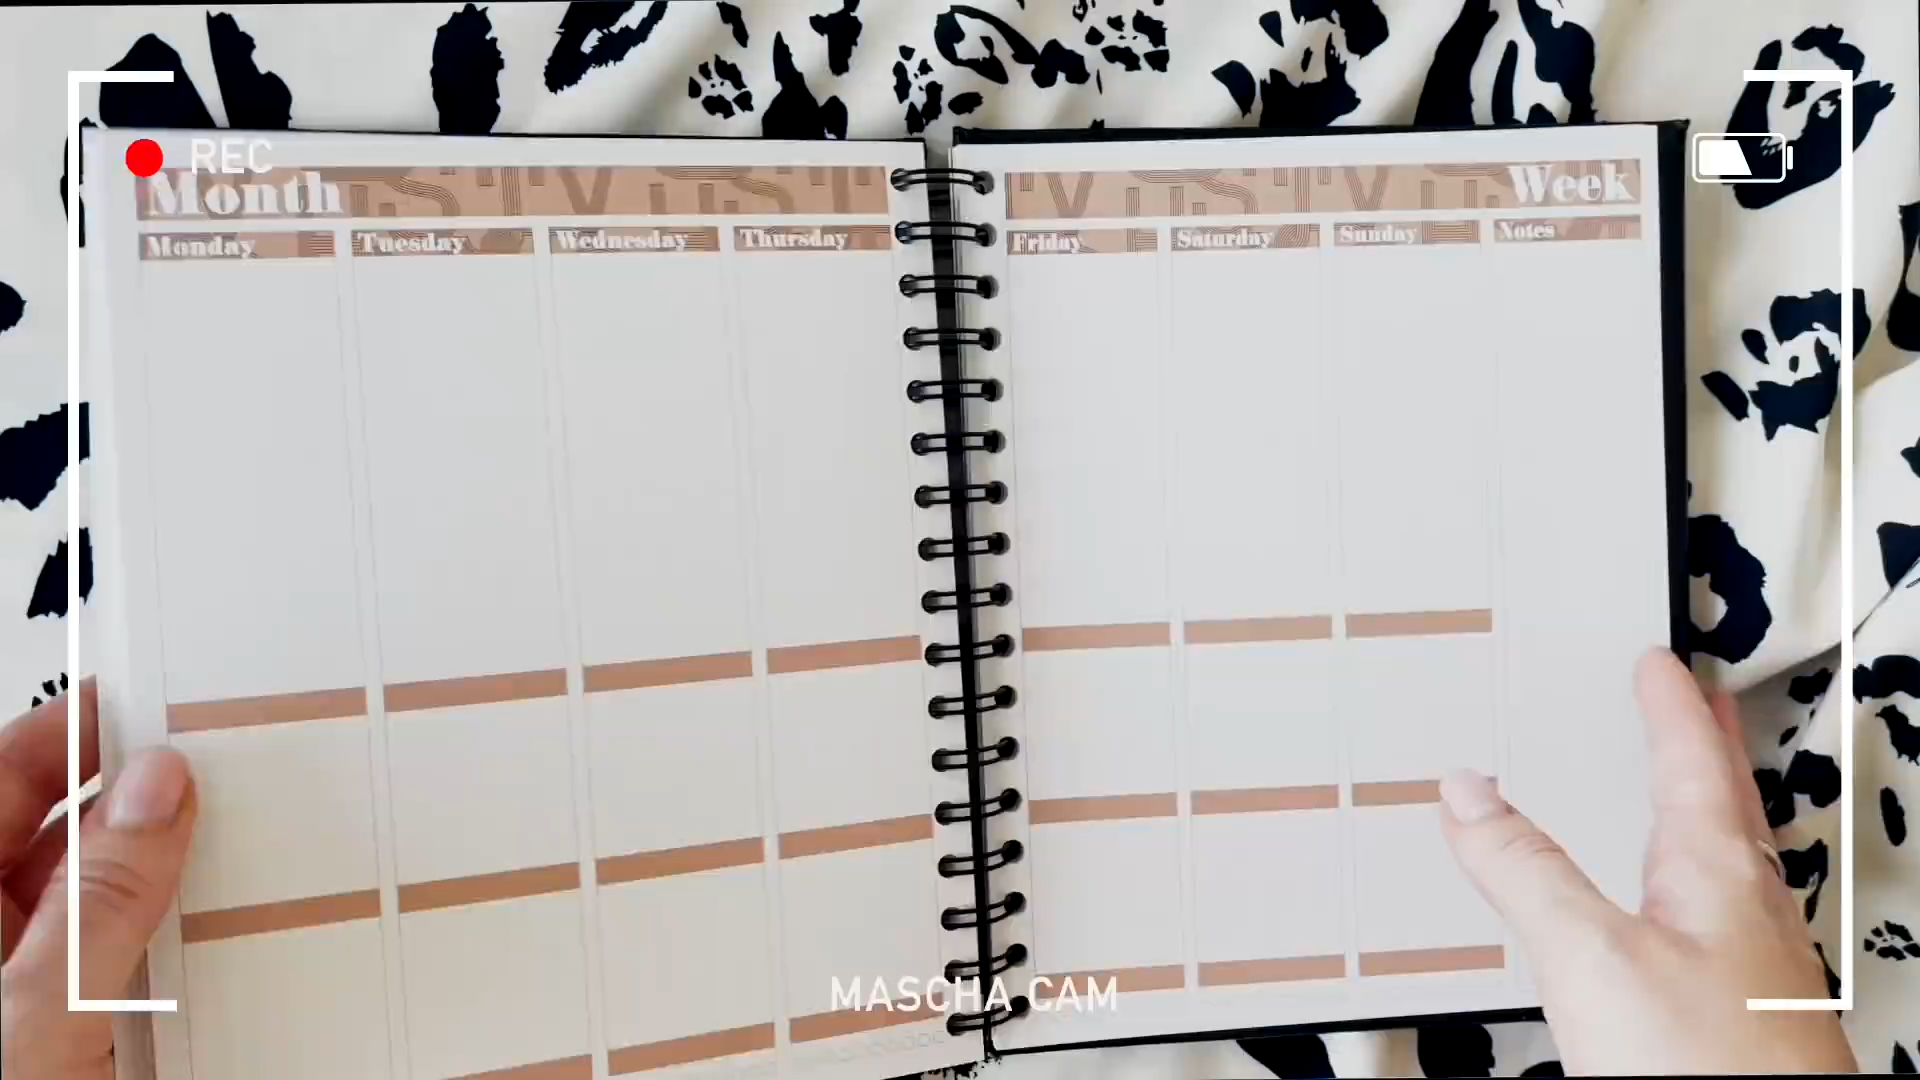 REC
Month
Week
Monday
Tuesday
Wednesday
Thursday
Friday
Saturday
Sunday
Notes
MASCHA CAM